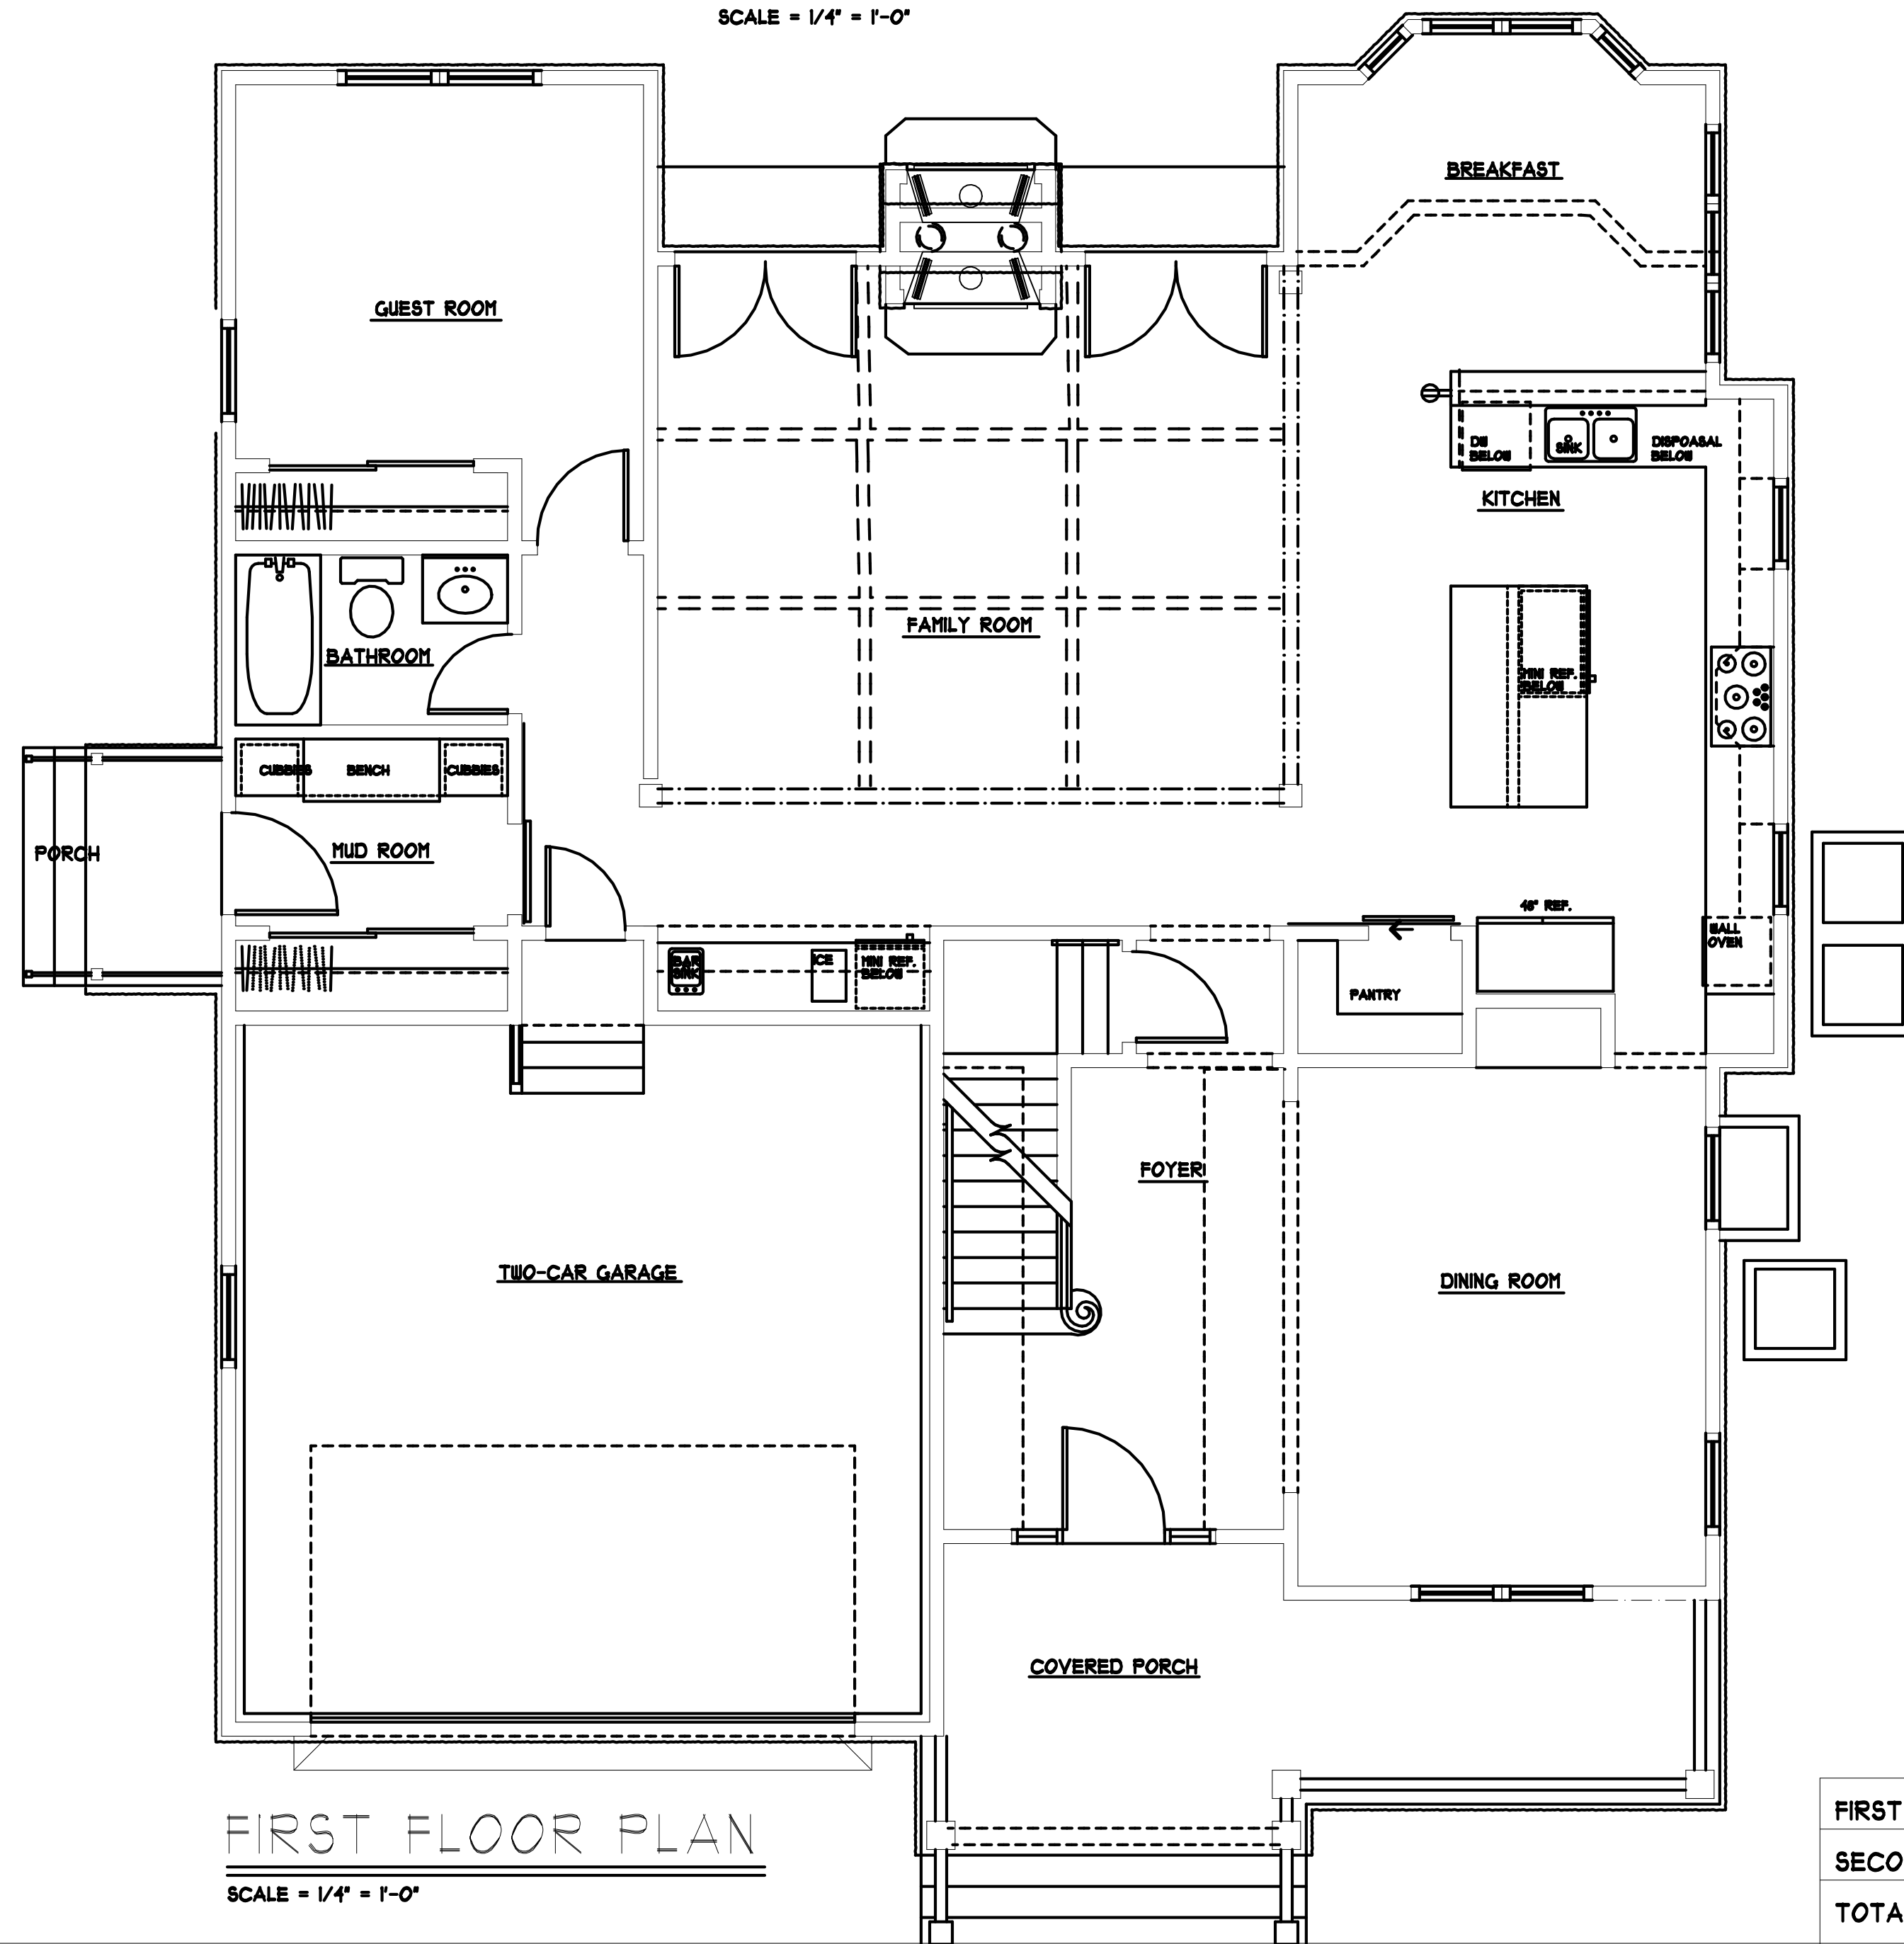 SCALE = 1/4" = 1'-0"
BREAKFAST
GUEST ROOM
DW
BELOW
SINK
DISPOASAL
BELOW
KITCHEN
FAMILY ROOM
BATHROOM
MINI REF.
BELOW
CUBBIES
BENCH
CUBBIES
PORCH
MUD ROOM
48" REF.
WALL
OVEN
BAR
SINK
ICE
MINI REF.
BELOW
PANTRY
FOYER
TWO-CAR GARAGE
DINING ROOM
COVERED PORCH
FIRST FLOOR PLAN
SCALE = 1/4" = 1'-0"
FIRST
SECO
TOTA